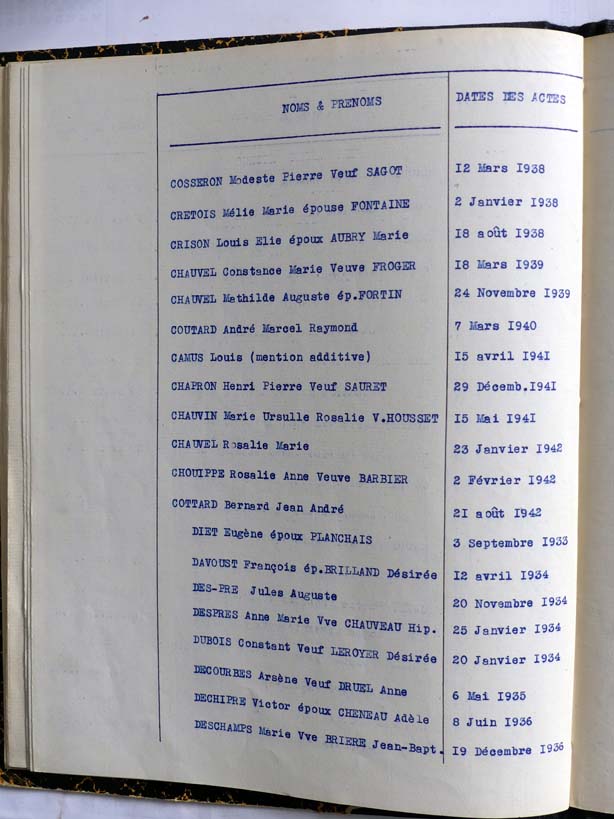 NOMS & PRENOMS DATES DES ACTES
COSSERON Modeste Pierre Veuf SAGOT 12 Mars 1938
CRETOIS Mélie Marie épouse FONTAINE 2 Janvier 1938
CRISON Louis Elie époux AUBRY Marie 18 août 1938
CHAUVEL Constance Marie Veuve FROGER 18 Mars 1939
CHAUVEL Mathilde Auguste ép.FORTIN 24 Novembre 1939
COUTARD André Marcel Raymond 7 Mars 1940
CAMUS Louis (mention additive) 15 avril 1941
CHAPRON Henri Pierre Veuf SAURET 29 Décemb.1941
CHAUVIN Marie Ursulle Rosalie V.HOUSSET 15 Mai 1941
CHAUVEL Rosalie Marie 23 Janvier 1942
CHOUIPPE Rosalie Anne Veuve BARBIER 2 Février 1942
COTTARD Bernard Jean André 21 août 1942
DIET Eugène époux PLANCHAIS 3 Septembre 1933
DAVOUST François ép.BRILLAND Désirée 12 avril 1934
DES-PRE Jules Auguste 20 Novembre 1934
DESPRES Anne Marie Vve CHAUVEAU Hip. 25 Janvier 1934
DUBOIS Constant Veuf LEROYER Désirée 20 Janvier 1934
DECOURBES Arsène Veuf DRUEL Anne 6 Mai 1935
DECHIPRE Victor époux CHENEAU Adèle 8 Juin 1936
DESCHAMPS Marie Vve BRIERE Jean-Bapt. 19 Décembre 1936